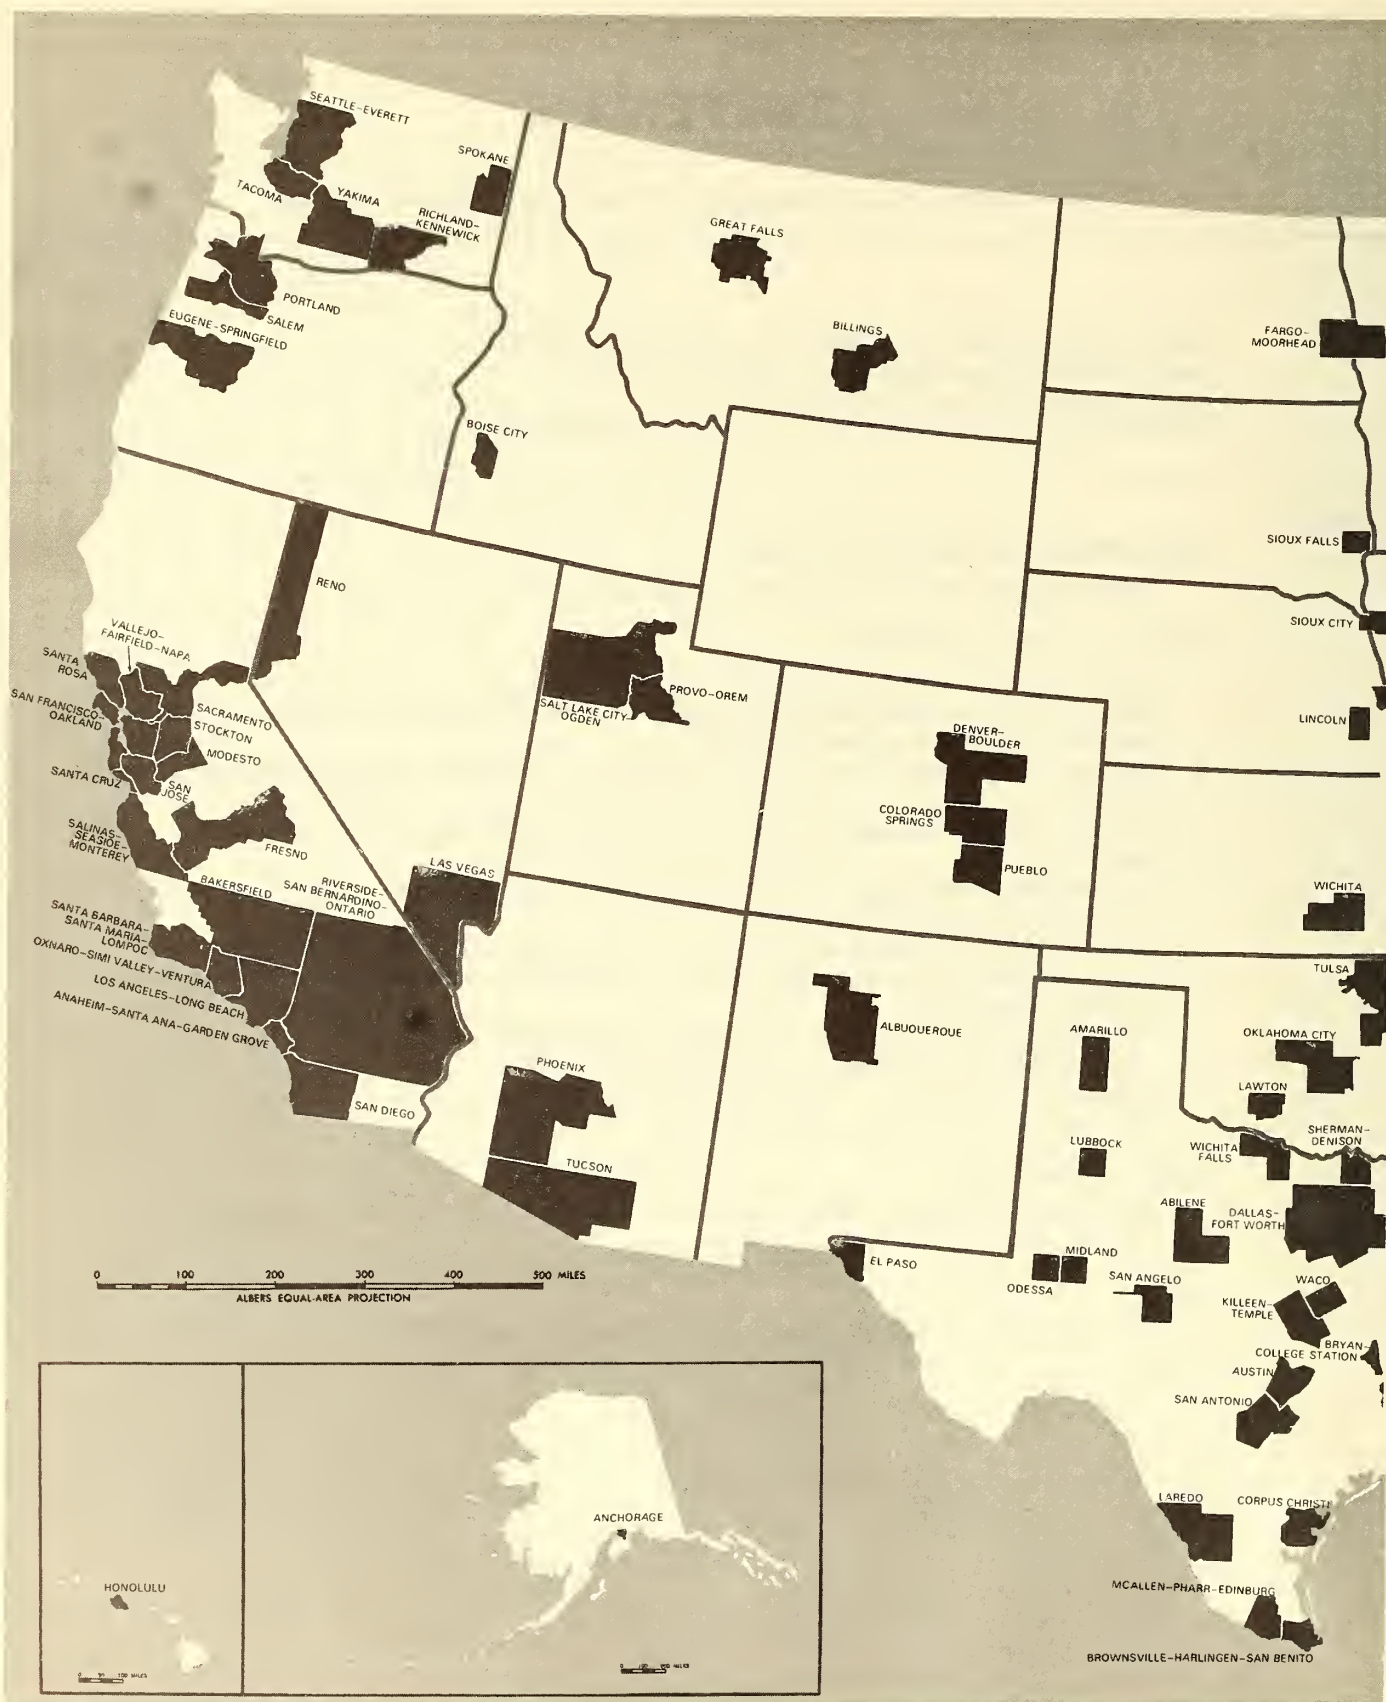 SEATTLE-EVERETT
SPOKANE
TACOMA
YAKIMA
RICHLAND-
KENNEWICK
PORTLAND
SALEM
EUGENE-SPRINGFIELD
GREAT FALLS
BILLINGS
FARGO-
MOORHEAD
BOISE CITY
SIOUX FALLS
SIOUX CITY
LINCOLN
RENO
VALLEJO-
FAIRFIELD-NAPA
SANTA
ROSA
SAN FRANCISCO-
OAKLAND
SACRAMENTO
STOCKTON
MODESTO
SANTA CRUZ
SAN
JOSE
SALINAS-
SEASIDE-
MONTEREY
FRESNO
SALT LAKE CITY-
OGDEN
PROVO-OREM
DENVER-
BOULDER
COLORADO
SPRINGS
PUEBLO
WICHITA
LAS VEGAS
BAKERSFIELD
RIVERSIDE-
SAN BERNARDINO-
ONTARIO
SANTA BARBARA-
SANTA MARIA-
LOMPOC
OXNARO-SIMI VALLEY-VENTURA
LOS ANGELES-LONG BEACH
ANAHEIM-SANTA ANA-GARDEN GROVE
SAN DIEGO
PHOENIX
TUCSON
ALBUQUERQUE
TULSA
AMARILLO
OKLAHOMA CITY
LAWTON
LUBBOCK
WICHITA
FALLS
SHERMAN-
DENISON
ABILENE
DALLAS-
FORT WORTH
EL PASO
MIDLAND
ODESSA
SAN ANGELO
WACO
KILLEEN-
TEMPLE
BRYAN-
COLLEGE STATION
AUSTIN
SAN ANTONIO
0 100 200 300 400 500 MILES
ALBERS EQUAL-AREA PROJECTION
LAREDO
CORPUS CHRISTI
ANCHORAGE
HONOLULU
MCALLEN-PHARR-EDINBURG
BROWNSVILLE-HARLINGEN-SAN BENITO